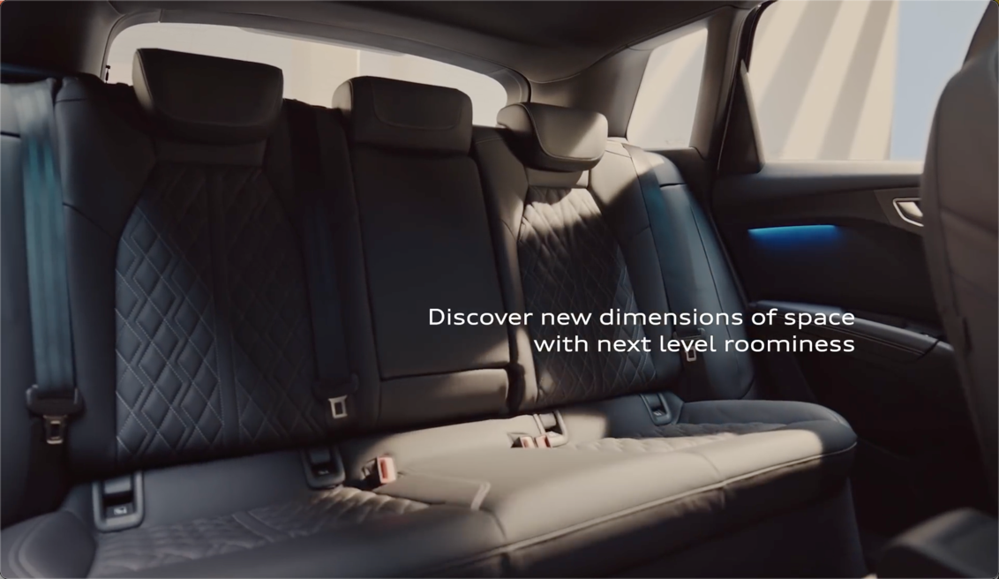 Discover new dimensions of space
with next level roominess